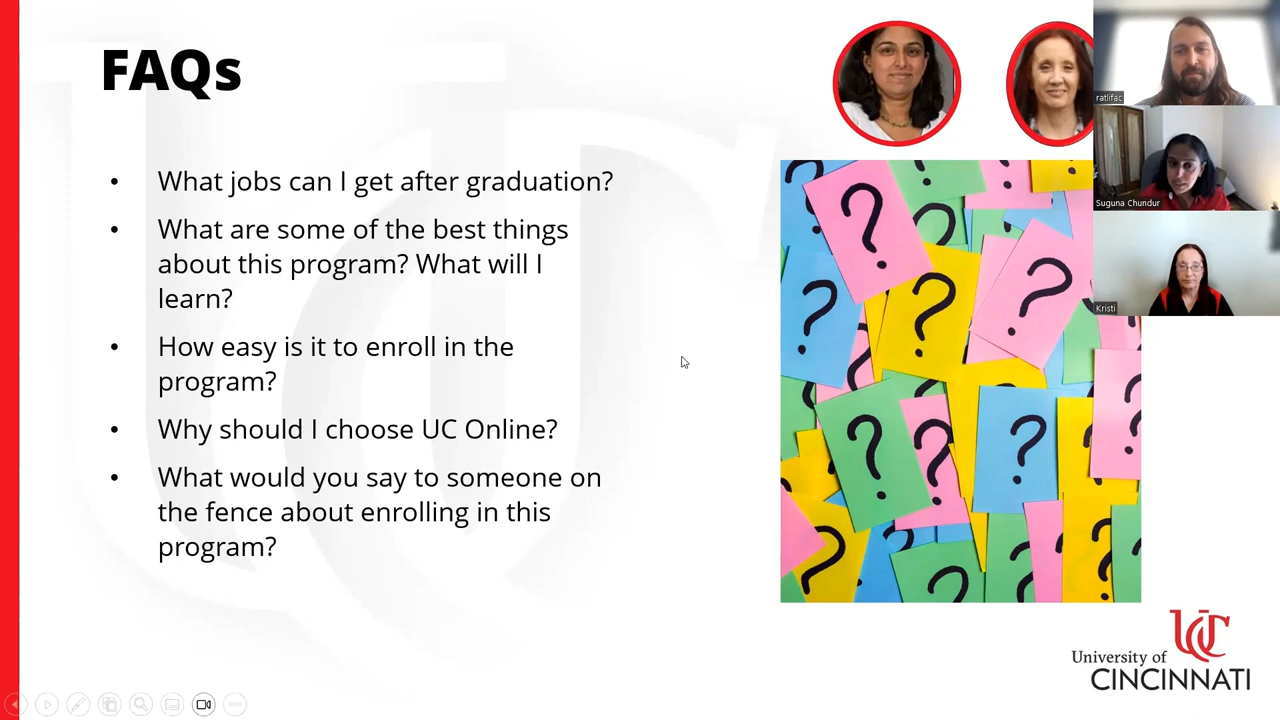 FAQs
• What jobs can I get after graduation?
• What are some of the best things
about this program? What will I
learn?
• How easy is it to enroll in the
program?
• Why should I choose UC Online?
• What would you say to someone on
the fence about enrolling in this
program?
ratlifac
Suguna Chundur
Kristi
? ? ? ? ? ? ? ? ? ? ? ?
UC
University of
CINCINNATI